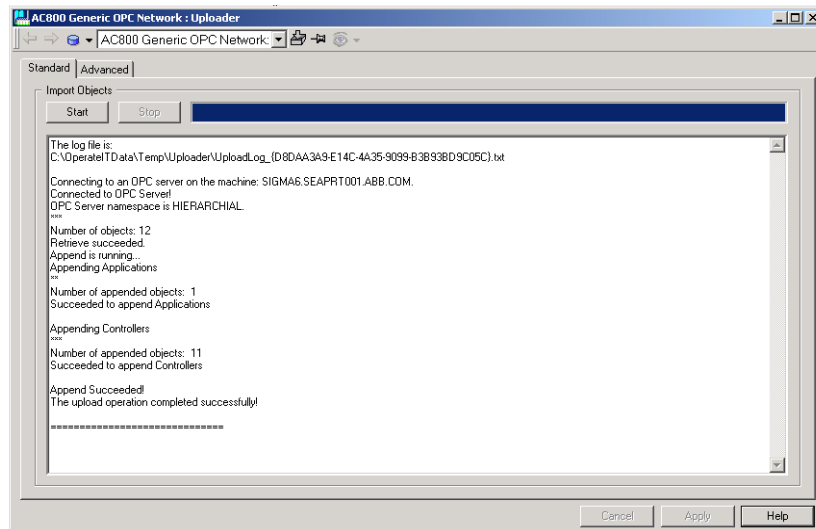 AC800 Generic OPC Network : Uploader
AC800 Generic OPC Network:
Standard
Advanced
Import Objects
Start
Stop
The log file is:
C:\OperateITData\Temp\Uploader\UploadLog_{D8DAA3A9-E14C-4A35-9099-B3B93BD9C05C}.txt
Connecting to an OPC server on the machine: SIGMA6.SEAPRT001.ABB.COM.
Connected to OPC Server!
OPC Server namespace is HIERARCHIAL.
***
Number of objects: 12
Retrieve succeeded.
Append is running...
Appending Applications
**
Number of appended objects: 1
Succeeded to append Applications
Appending Controllers
***
Number of appended objects: 11
Succeeded to append Controllers
Append Succeeded!
The upload operation completed successfully!
==============================
Cancel
Apply
Help